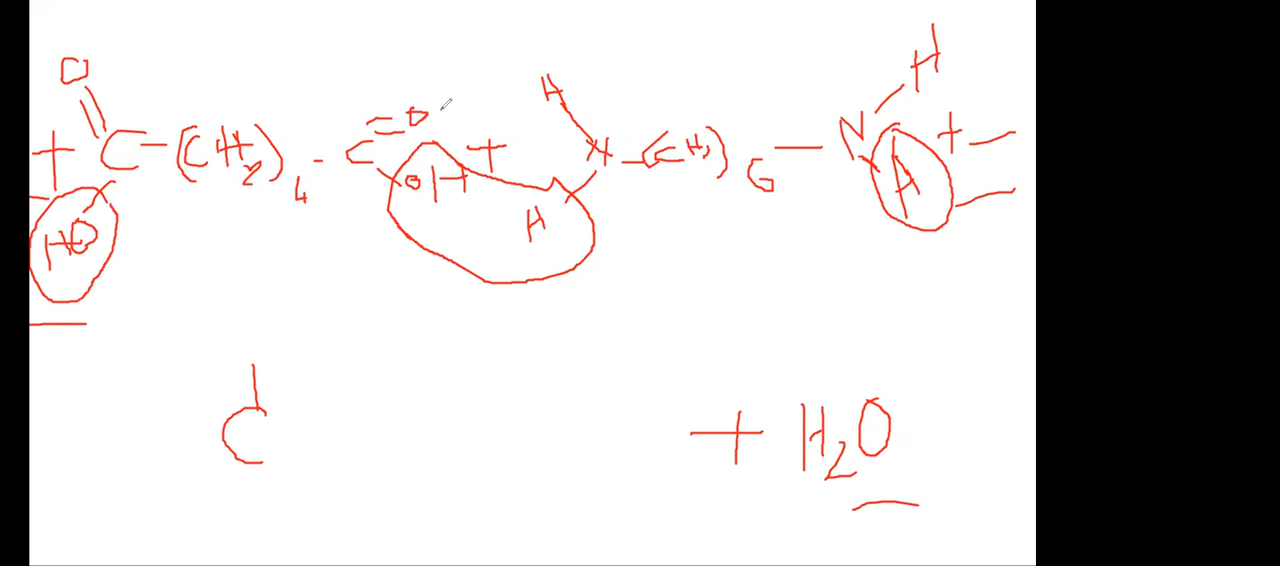 O H
+ C - (CH2)4 - C = O + H N - (CH2)6 - N H + =
HO OH H H
C + H2O